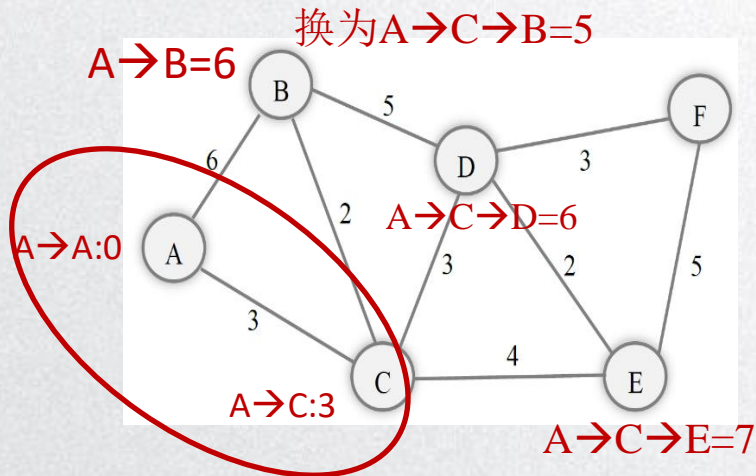 换为A→C→B=5
A→B=6
B
5
F
D
3
6
A→C→D=6
2
A→A:0
A
3
2
5
3
4
C
E
A→C:3
A→C→E=7